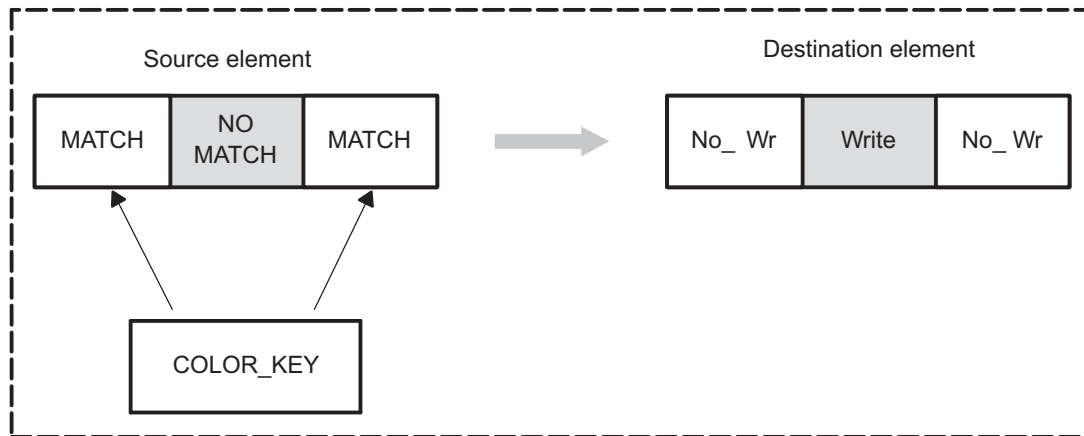 Source element
Destination element
MATCH
NO
MATCH
MATCH
No_ Wr
Write
No_ Wr
COLOR_KEY